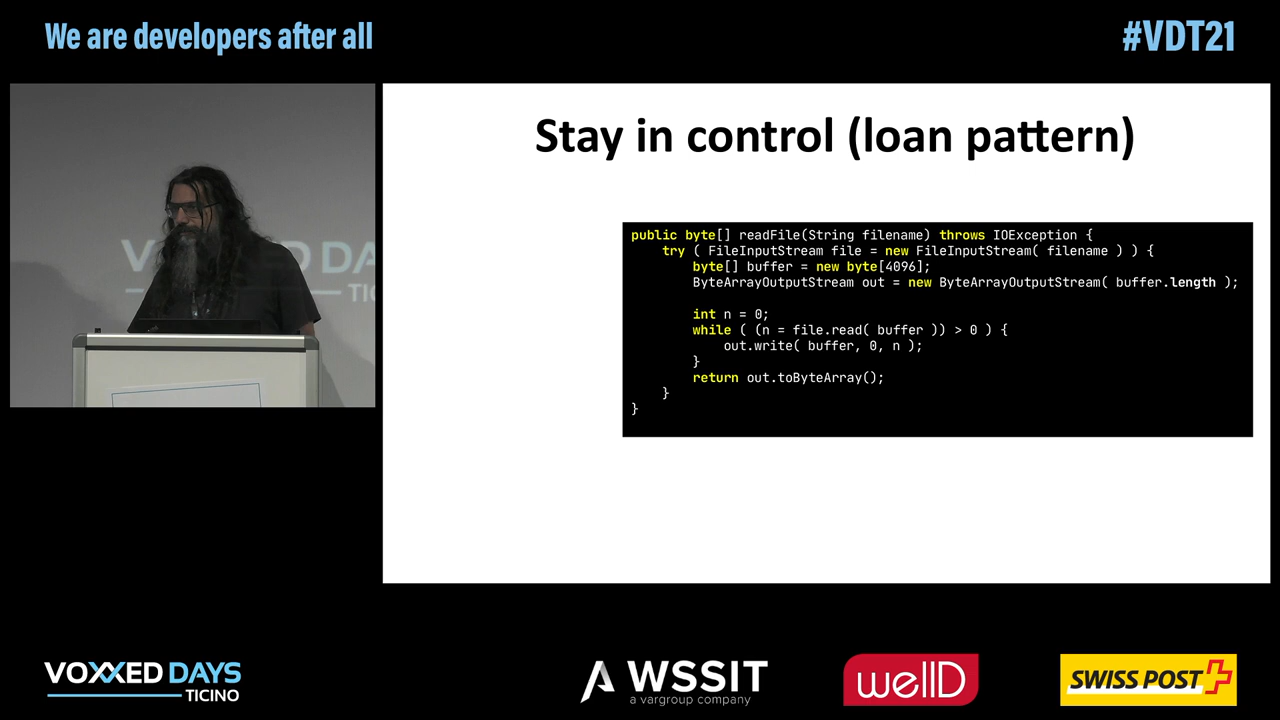 We are developers after all
#VDT21
Stay in control (loan pattern)
public byte[] readFile(String filename) throws IOException {
    try ( FileInputStream file = new FileInputStream( filename ) ) {
        byte[] buffer = new byte[4096];
        ByteArrayOutputStream out = new ByteArrayOutputStream( buffer.length );

        int n = 0;
        while ( (n = file.read( buffer )) > 0 ) {
            out.write( buffer, 0, n );
        }
        return out.toByteArray();
    }
}
VOXXED DA
TIC
VOXXED DAYS
TICINO
WSSIT
a vargroup company
wellD
SWISS POST